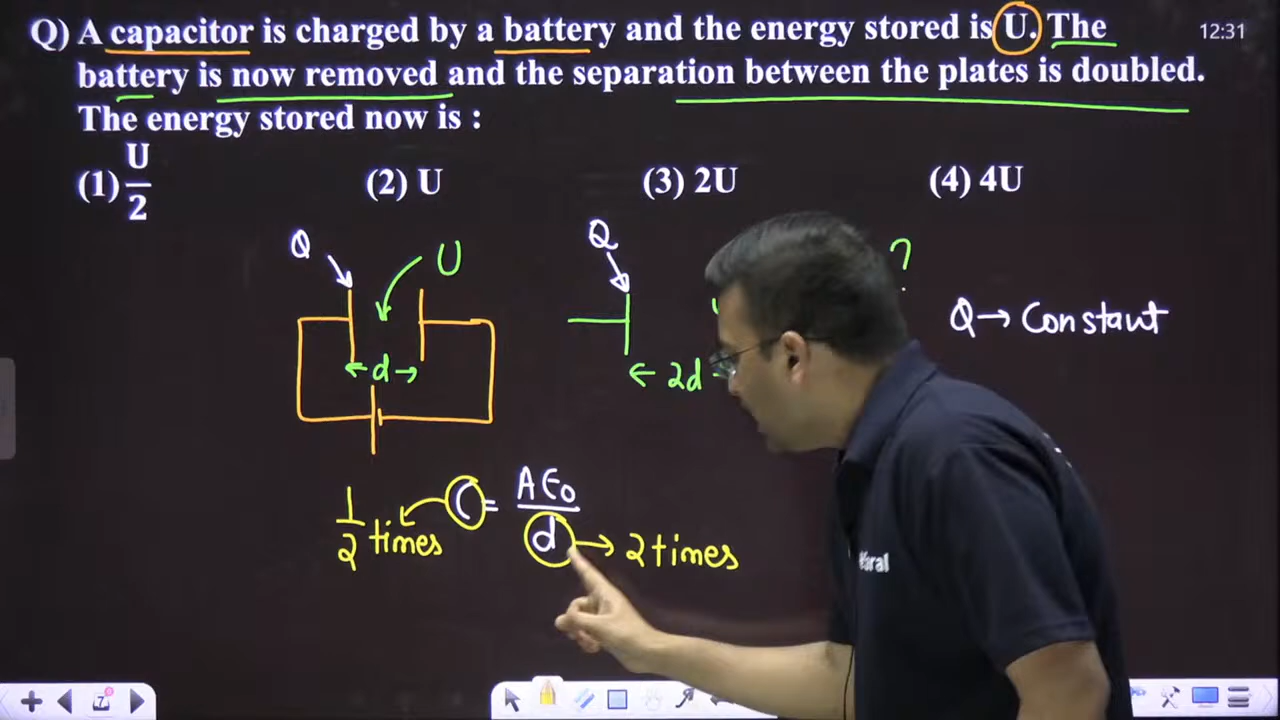 Q) A capacitor is charged by a battery and the energy stored is U. The
12:31
battery is now removed and the separation between the plates is doubled.
The energy stored now is :
(1) U/2
(2) U
(3) 2U
(4) 4U
Q
U
Q
?
Q → Constant
← d →
← 2d
1/2 times
C = A∈0/d
→ 2 times